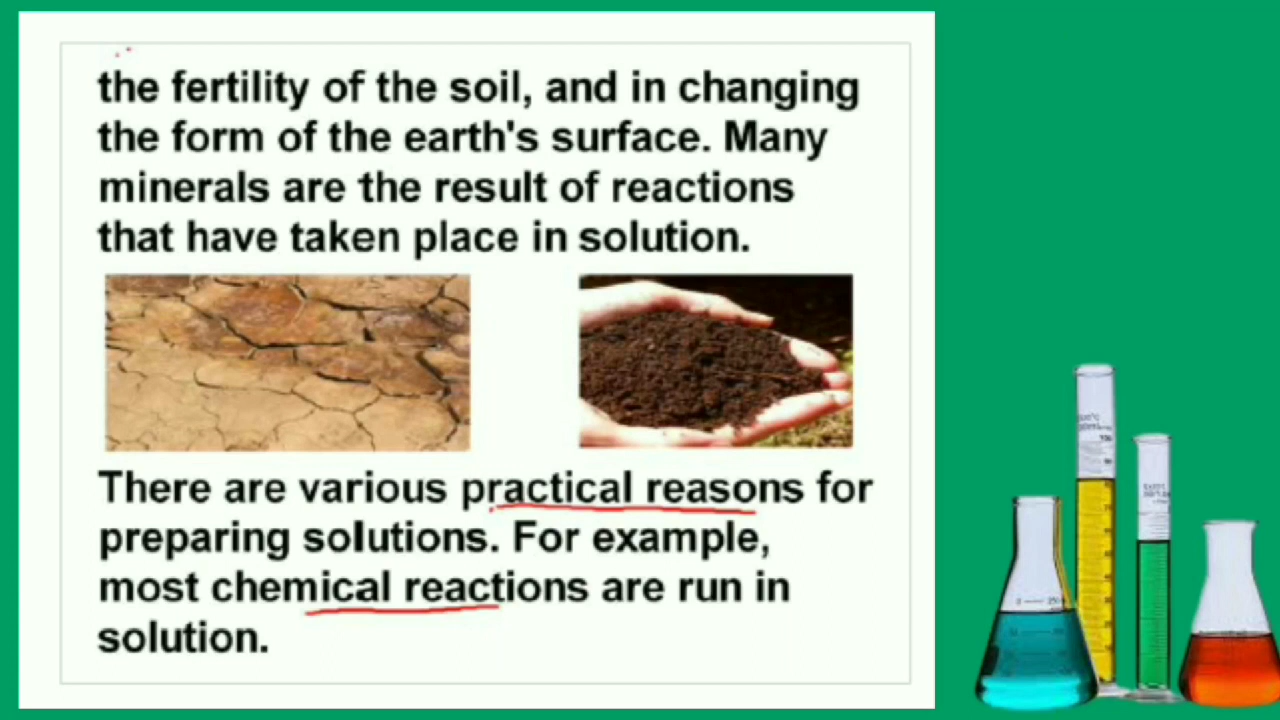 the fertility of the soil, and in changing
the form of the earth's surface. Many
minerals are the result of reactions
that have taken place in solution.
There are various practical reasons for
preparing solutions. For example,
most chemical reactions are run in
solution.